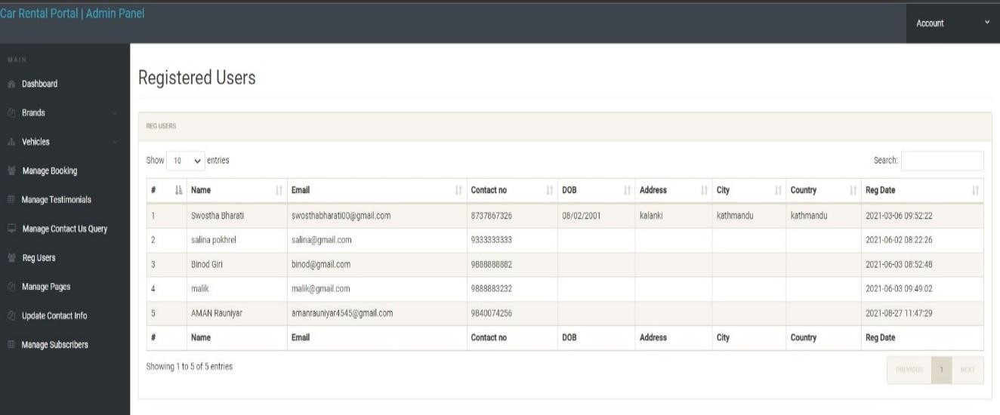 Car Rental Portal | Admin Panel
Account
MAIN
Dashboard
Brands
Vehicles
Manage Booking
Manage Testimonials
Manage Contact Us Query
Reg Users
Manage Pages
Update Contact Info
Manage Subscribers
Registered Users
REG USERS
Show 10 entries
Search:
# Name Email Contact no DOB Address City Country Reg Date
1 Swostha Bharati swosthabharati00@gmail.com 8737867326 08/02/2001 kalanki kathmandu kathmandu 2021-03-06 09:52:22
2 salina pokhrel salina@gmail.com 9333333333 2021-06-02 08:22:26
3 Binod Giri binod@gmail.com 9888888882 2021-06-03 08:52:48
4 malik malik@gmail.com 9888883232 2021-06-03 09:49:02
5 AMAN Rauniyar amanrauniyar4545@gmail.com 9840074256 2021-08-27 11:47:29
# Name Email Contact no DOB Address City Country Reg Date
Showing 1 to 5 of 5 entries
PREVIOUS 1 NEXT